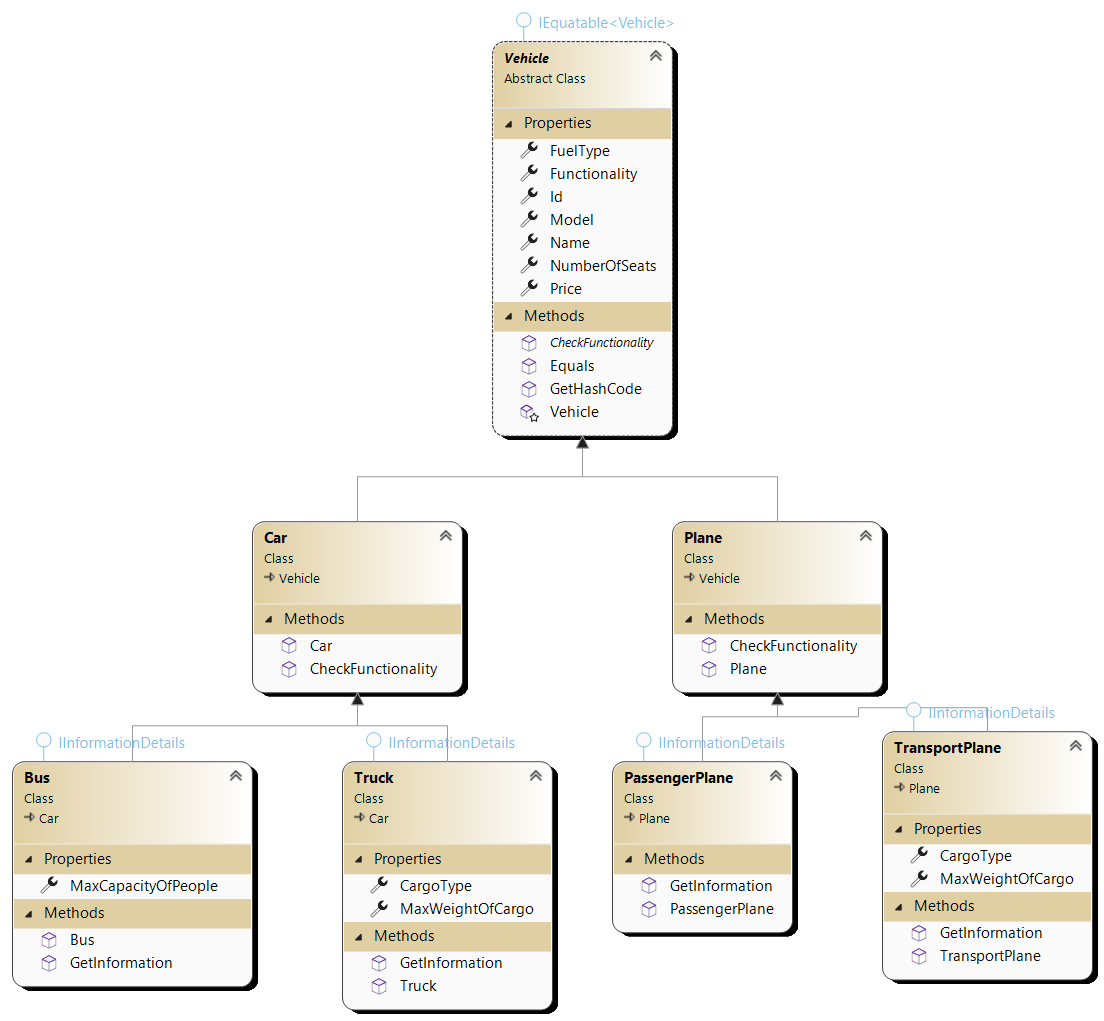 IEquatable<Vehicle>
Vehicle
Abstract Class
Properties
FuelType
Functionality
Id
Model
Name
NumberOfSeats
Price
Methods
CheckFunctionality
Equals
GetHashCode
Vehicle
Car
Class
Vehicle
Methods
Car
CheckFunctionality
Plane
Class
Vehicle
Methods
CheckFunctionality
Plane
IInformationDetails
Bus
Class
Car
Properties
MaxCapacityOfPeople
Methods
Bus
GetInformation
IInformationDetails
Truck
Class
Car
Properties
CargoType
MaxWeightOfCargo
Methods
GetInformation
Truck
IInformationDetails
PassengerPlane
Class
Plane
Methods
GetInformation
PassengerPlane
IInformationDetails
TransportPlane
Class
Plane
Properties
CargoType
MaxWeightOfCargo
Methods
GetInformation
TransportPlane